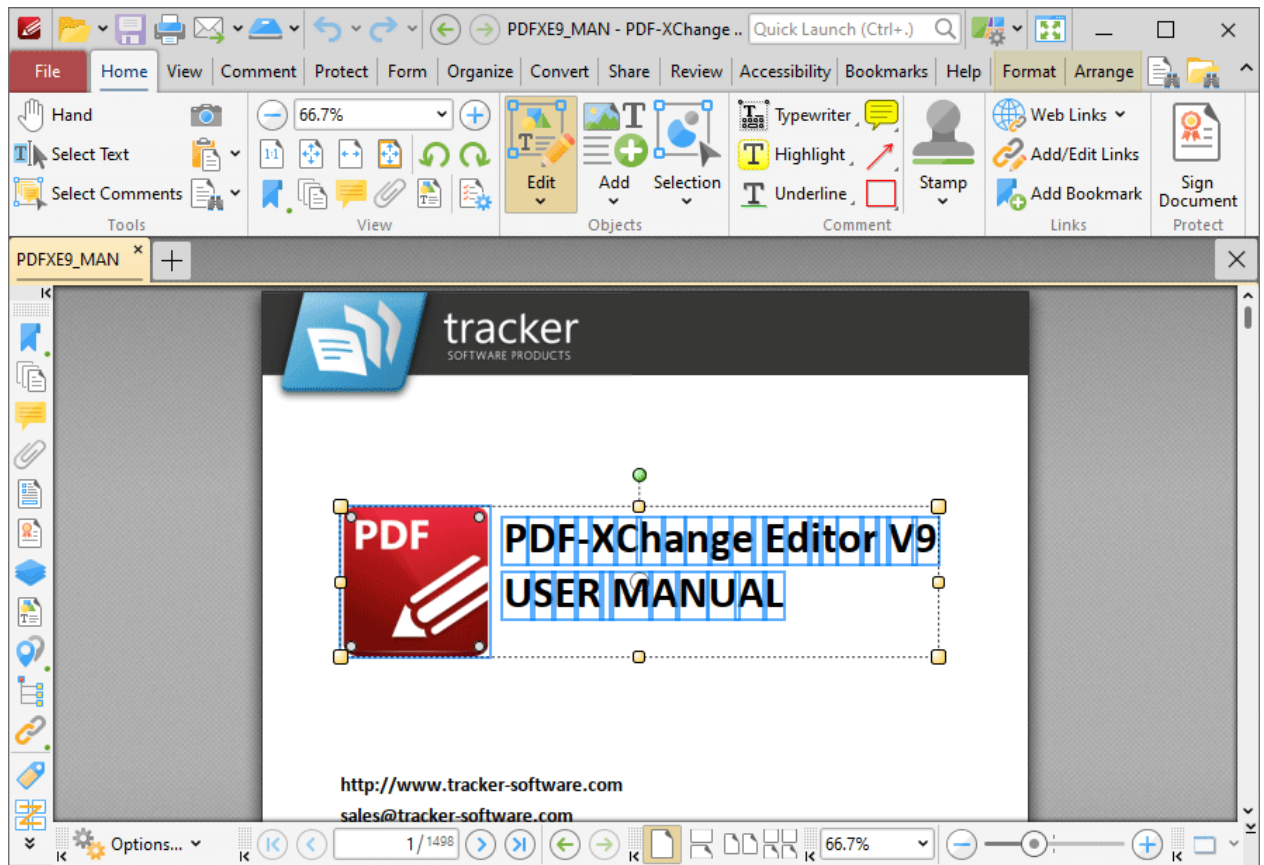 PDFXE9_MAN - PDF-XChange ..
Quick Launch (Ctrl+.)
File Home View Comment Protect Form Organize Convert Share Review Accessibility Bookmarks Help Format Arrange
Hand
Select Text
Select Comments
Tools
66.7%
1:1
View
Edit
Add
Selection
Objects
T Typewriter
T Highlight
T Underline
Stamp
Comment
Web Links
Add/Edit Links
Add Bookmark
Links
Sign
Document
Protect
PDFXE9_MAN
tracker
SOFTWARE PRODUCTS
PDF
PDF-XChange Editor V9
USER MANUAL
http://www.tracker-software.com
sales@tracker-software.com
Options...
1/1498
66.7%